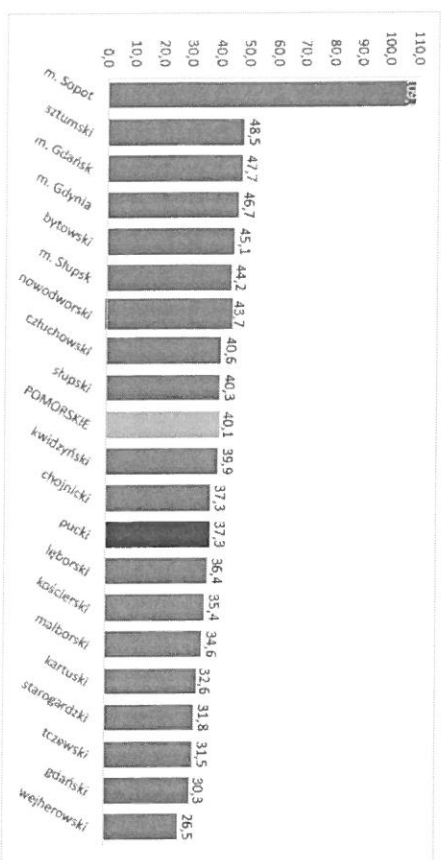 110,0
100,0
90,0
80,0
70,0
60,0
50,0
40,0
30,0
20,0
10,0
0,0
48,5
47,7
46,7
45,1
44,2
43,7
40,6
40,3
40,1
39,9
37,3
37,3
36,4
35,4
34,6
32,6
31,8
31,5
30,3
26,5
m. Sopot
sztumski
m. Gdańsk
m. Gdynia
bytowski
m. Słupsk
nowodworski
człuchowski
słupski
POMORSKIE
kwidzyński
chojnicki
pucki
lęborski
kościerski
malborski
kartuski
starogardzki
tczewski
gdański
wejherowski